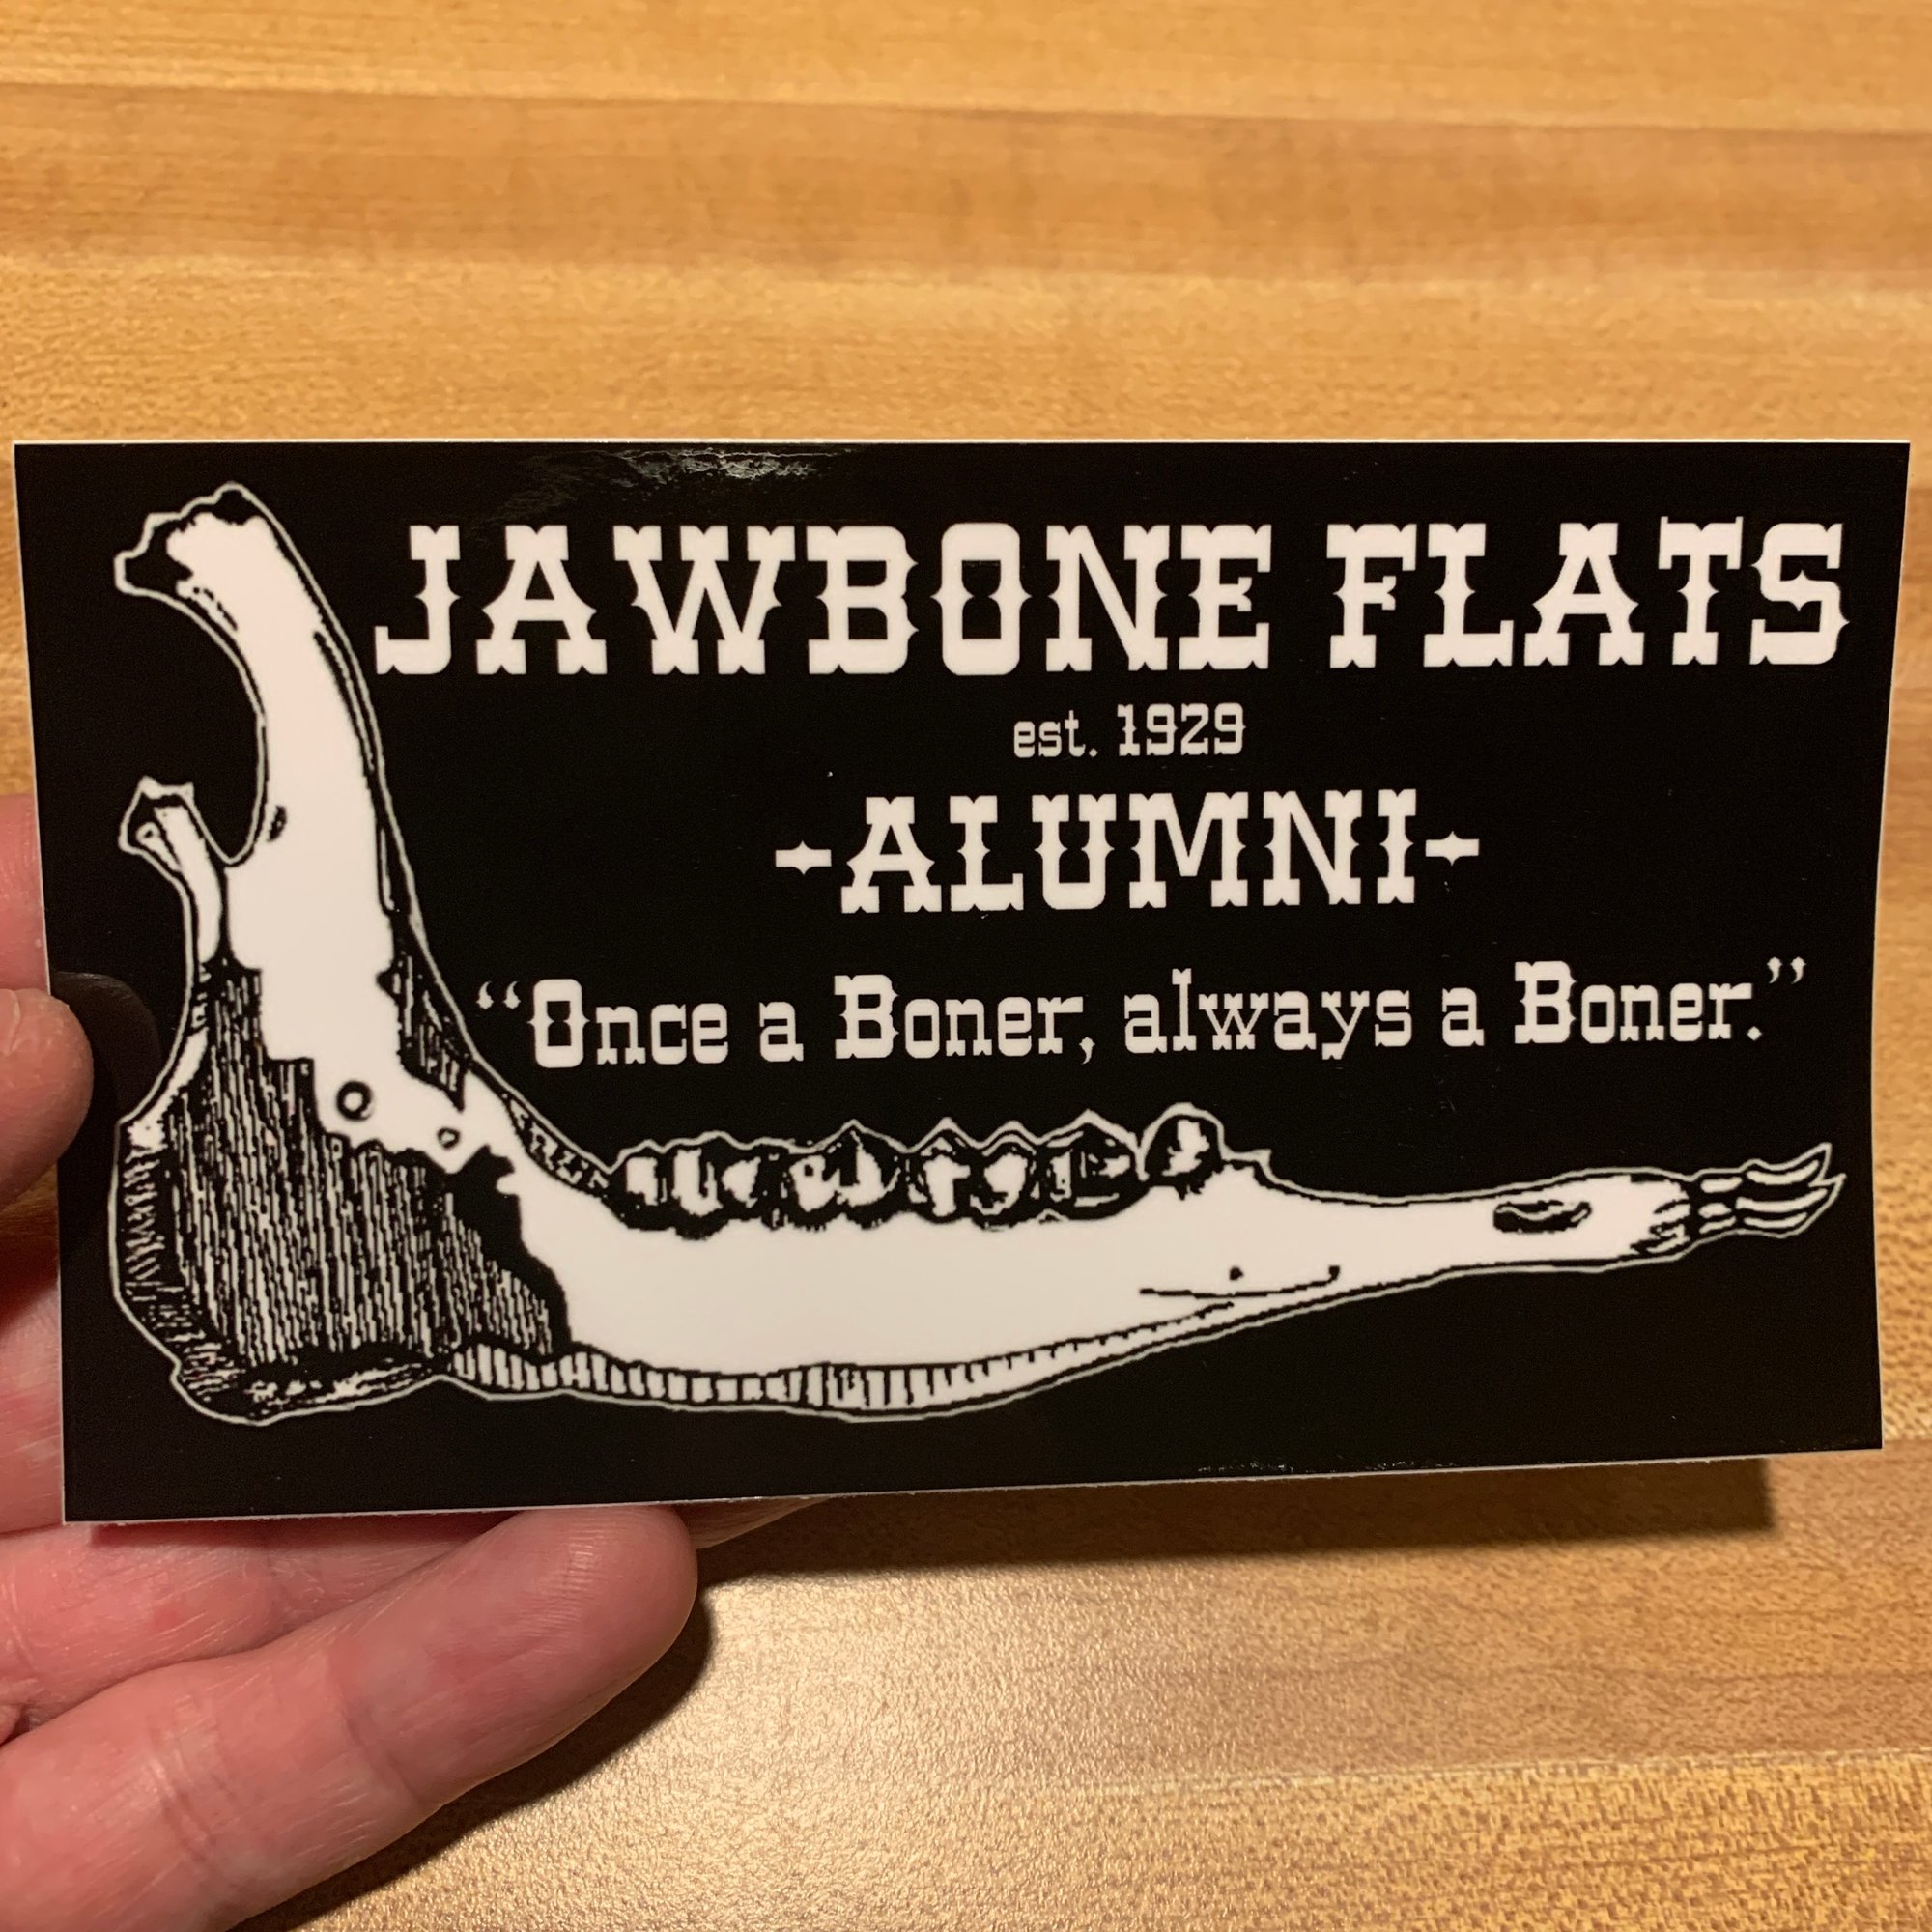 JAWBONE FLATS
est. 1929
-ALUMNI-
“Once a Boner, always a Boner.”